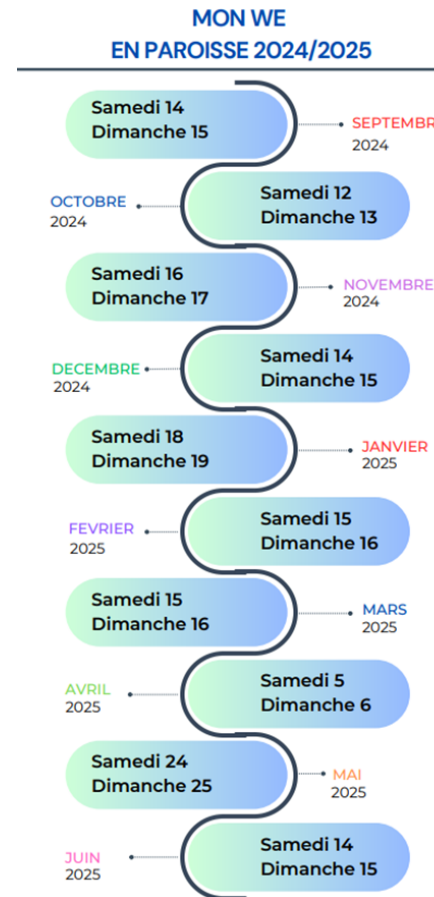 MON WE
EN PAROISSE 2024/2025
Samedi 14
Dimanche 15
SEPTEMBR
2024
OCTOBRE
2024
Samedi 12
Dimanche 13
Samedi 16
Dimanche 17
NOVEMBRE
2024
DECEMBRE
2024
Samedi 14
Dimanche 15
Samedi 18
Dimanche 19
JANVIER
2025
FEVRIER
2025
Samedi 15
Dimanche 16
Samedi 15
Dimanche 16
MARS
2025
AVRIL
2025
Samedi 5
Dimanche 6
Samedi 24
Dimanche 25
MAI
2025
JUIN
2025
Samedi 14
Dimanche 15